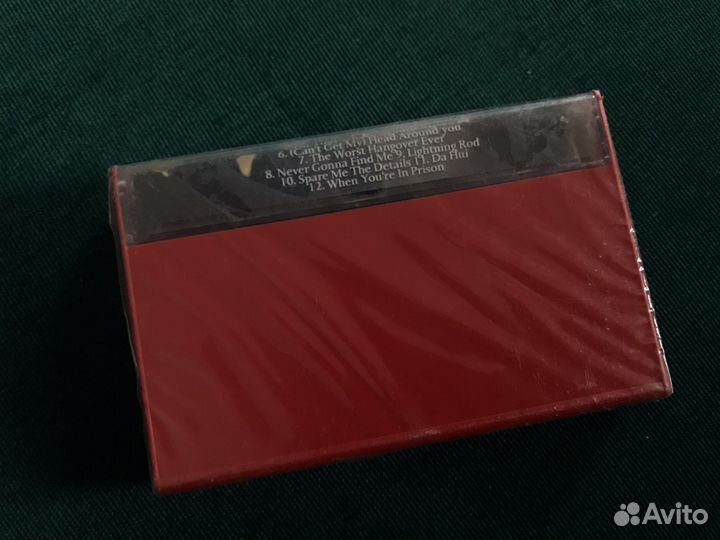 6. (Can't Get My) Head Around you
7. The Worst Hangover Ever
8. Never Gonna Find Me 9. Lightning Rod
10. Spare Me The Details 11. Da Hui
12. When You're In Prison
Avito